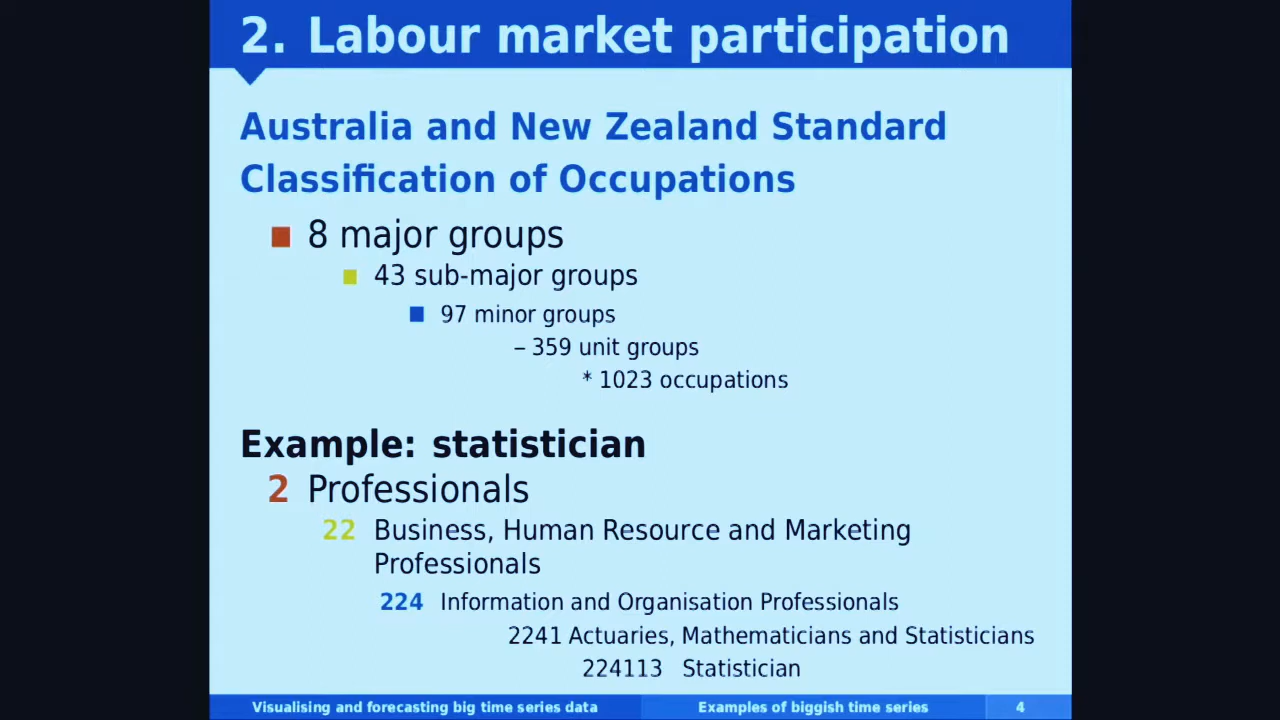 2. Labour market participation
Australia and New Zealand Standard
Classification of Occupations
8 major groups
43 sub-major groups
97 minor groups
– 359 unit groups
* 1023 occupations
Example: statistician
2 Professionals
22 Business, Human Resource and Marketing
Professionals
224 Information and Organisation Professionals
2241 Actuaries, Mathematicians and Statisticians
224113 Statistician
Visualising and forecasting big time series data Examples of biggish time series 4